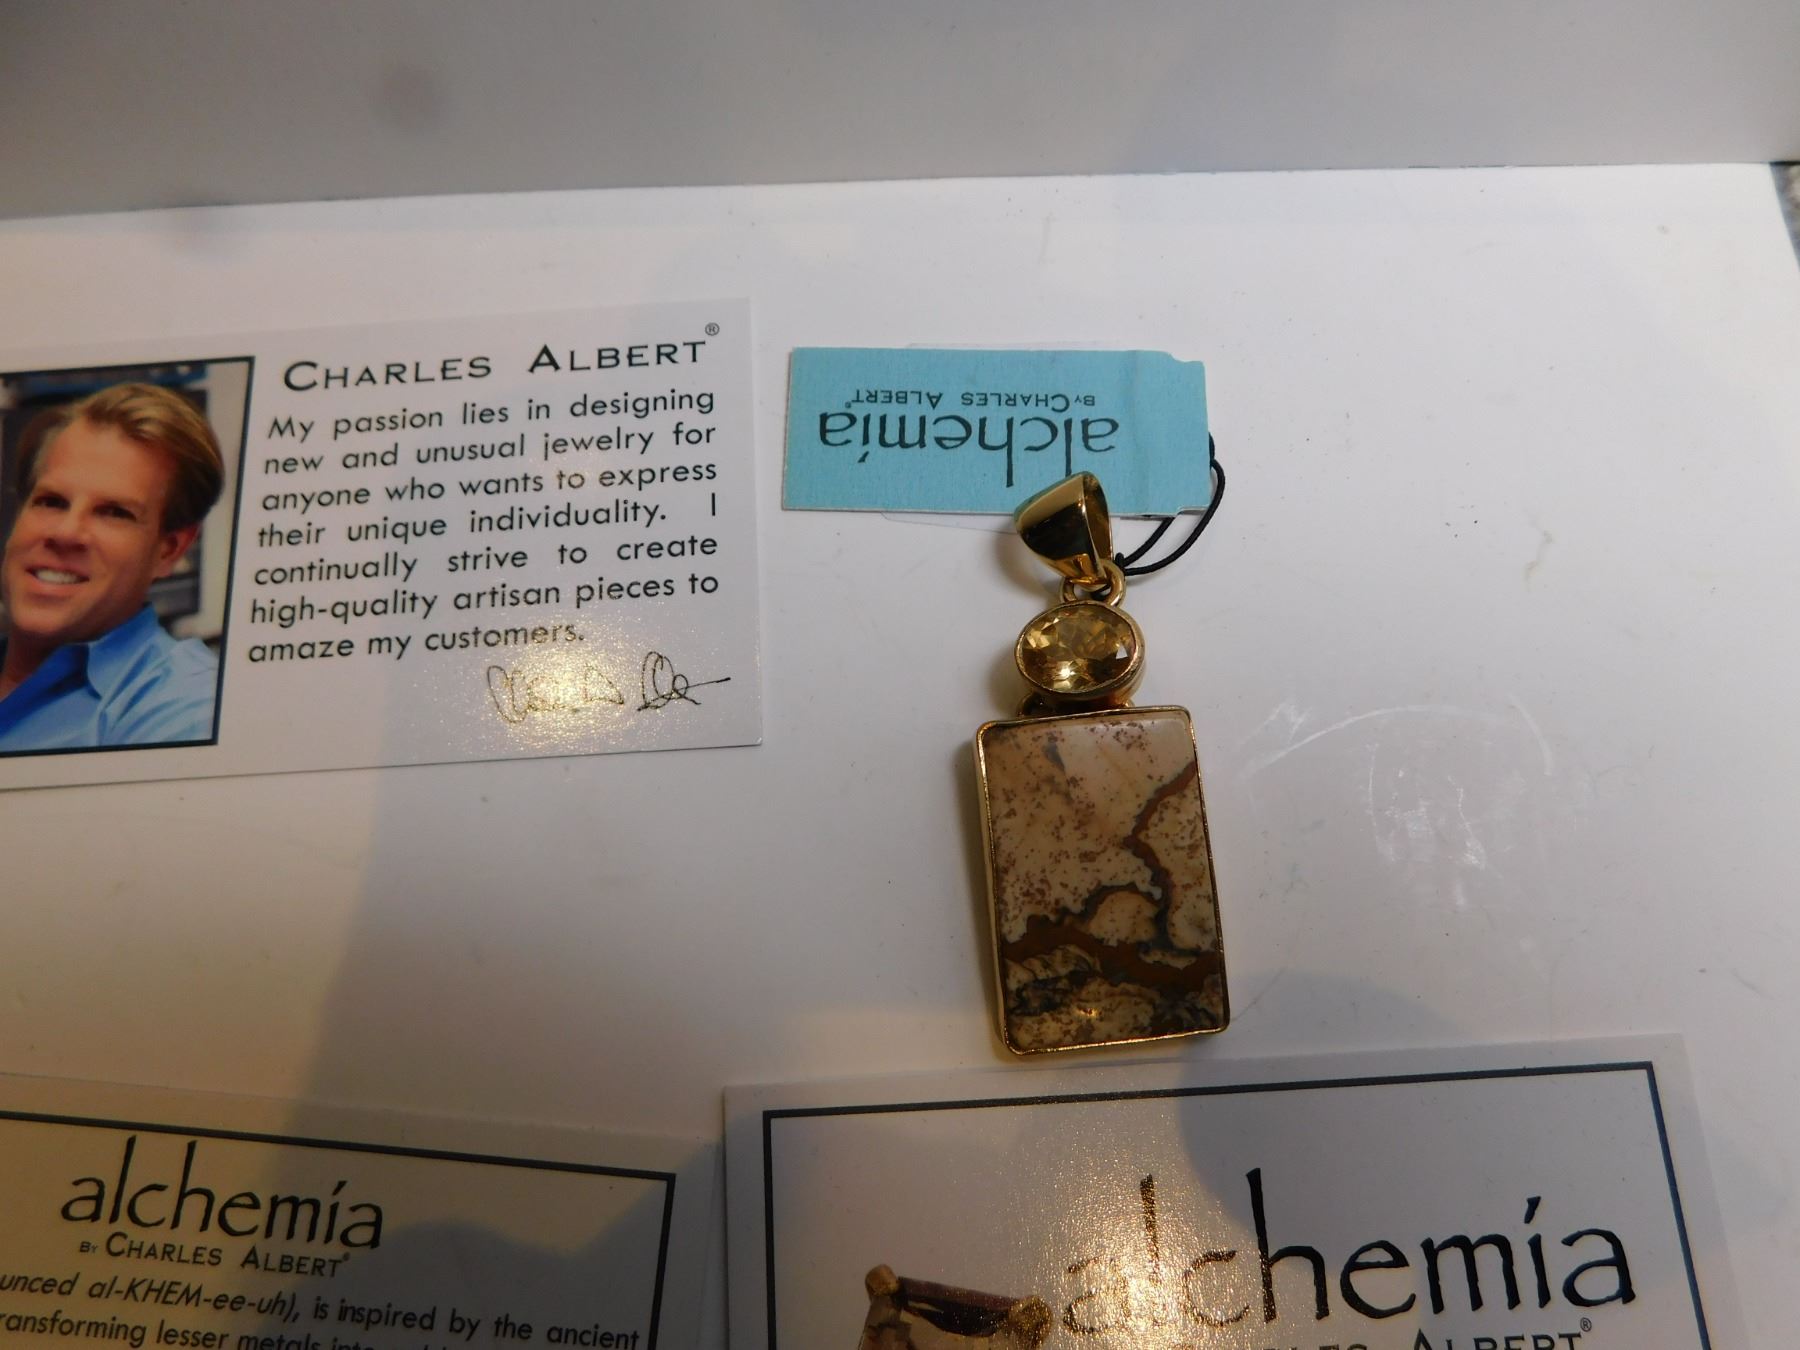 CHARLES ALBERT®
My passion lies in designing
new and unusual jewelry for
anyone who wants to express
their unique individuality. I
continually strive to create
high-quality artisan pieces to
amaze my customers.
alchemía
BY CHARLES ALBERT®
alchemía
BY CHARLES ALBERT®
al-KHEM-ee-uh), is inspired by the ancient
lesser metals
alchemía
ALBERT®